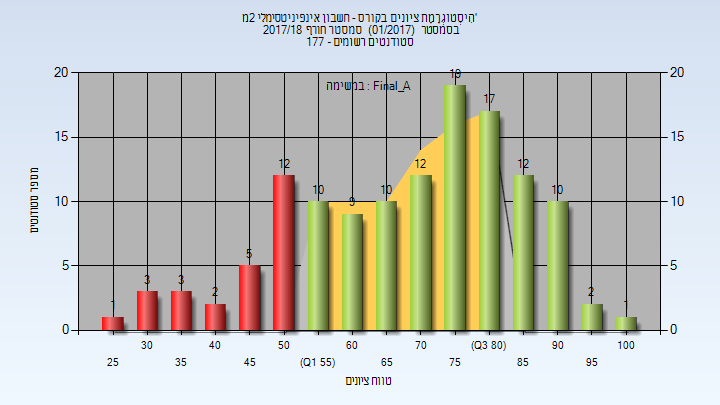 היסטוגרמת ציונים בקורס - חשבון אינפיניטסימלי 2מ'
בסמסטר (01/2017) סמסטר חורף 2017/18
סטודנטים רשומים - 177
Final_A : במשימה
20 20
15 15
10 10
5 5
0 0
מספר סטודנטים
1 3 3 2 5 12 10 9 10 12 19 17 12 10 2 1
30 40 50 60 70 (Q3 80) 90 100
25 35 45 (Q1 55) 65 75 85 95
טווח ציונים